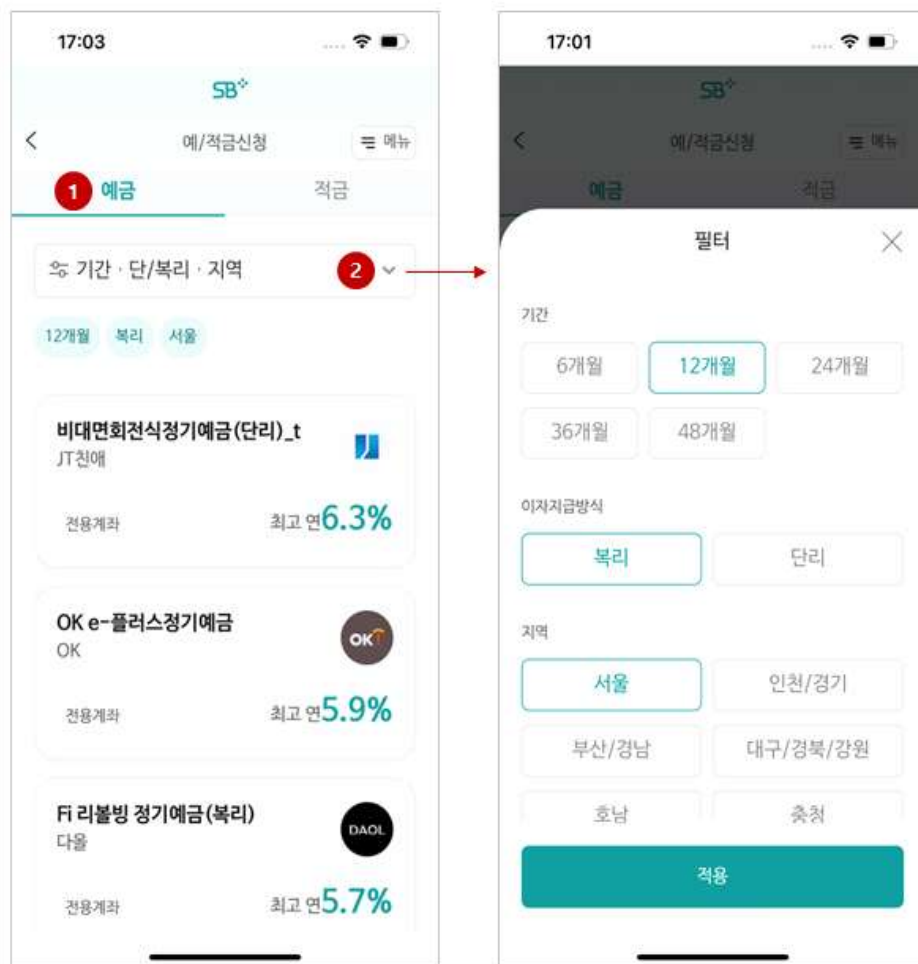 17:03
SB
예/적금신청
메뉴
1 예금
적금
기간 · 단/복리 · 지역
2
12개월 복리 서울
비대면회전식정기예금(단리)_t
JT친애
전용계좌
최고 연6.3%
OK e-플러스정기예금
OK
OK
전용계좌
최고 연5.9%
Fi 리볼빙 정기예금(복리)
다올
DAOL
전용계좌
최고 연5.7%
17:01
SB
예/적금신청
메뉴
예금
적금
필터
기간
6개월 12개월 24개월
36개월 48개월
이자지급방식
복리 단리
지역
서울 인천/경기
부산/경남 대구/경북/강원
호남 충청
적용